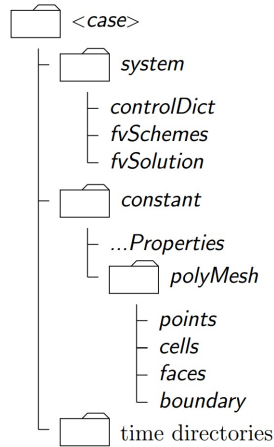 <case>
system
controlDict
fvSchemes
fvSolution
constant
...Properties
polyMesh
points
cells
faces
boundary
time directories